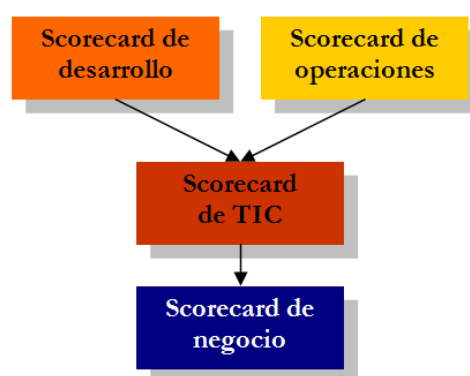 Scorecard de
desarrollo
Scorecard de
operaciones
Scorecard
de TIC
Scorecard de
negocio